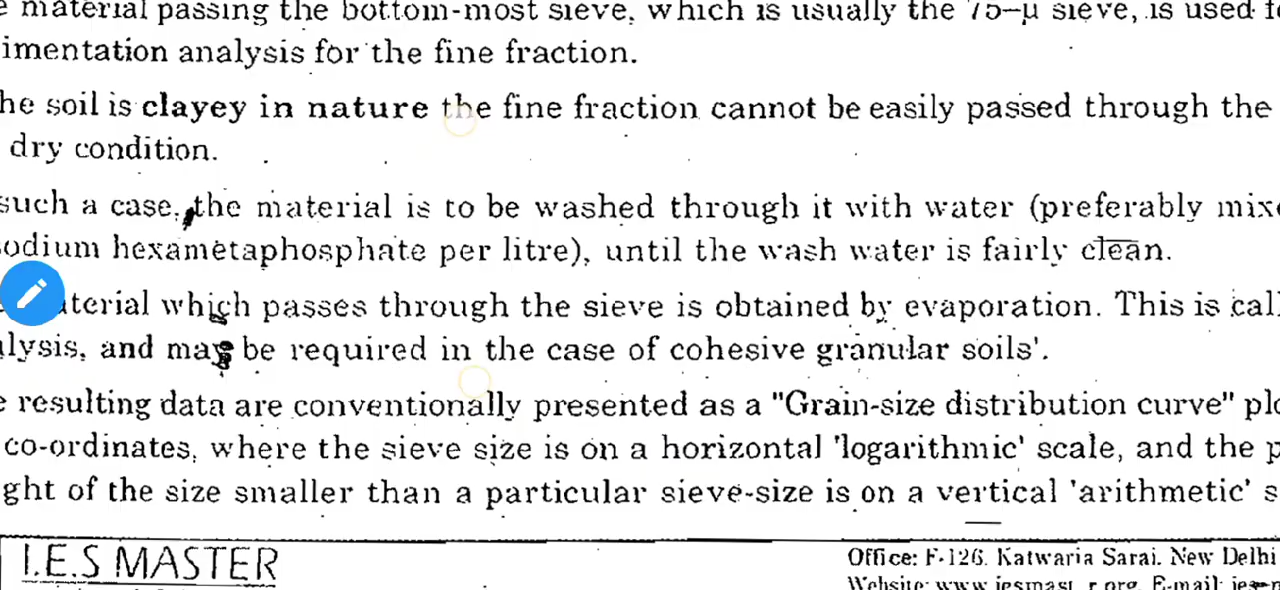 material passing the bottom-most sieve, which is usually the 75–μ sieve, is used
imentation analysis for the fine fraction.
he soil is clayey in nature the fine fraction cannot be easily passed through the
dry condition.
such a case, the material is to be washed through it with water (preferably mix
odium hexametaphosphate per litre), until the wash water is fairly clean.
aterial which passes through the sieve is obtained by evaporation. This is cal
lysis, and may be required in the case of cohesive granular soils'.
e resulting data are conventionally presented as a "Grain-size distribution curve" plo
co-ordinates, where the sieve size is on a horizontal 'logarithmic' scale, and the p
ght of the size smaller than a particular sieve-size is on a vertical 'arithmetic' s
I.E.S MASTER
Office: F-126, Katwaria Sarai, New Delhi
Website: E-mail: